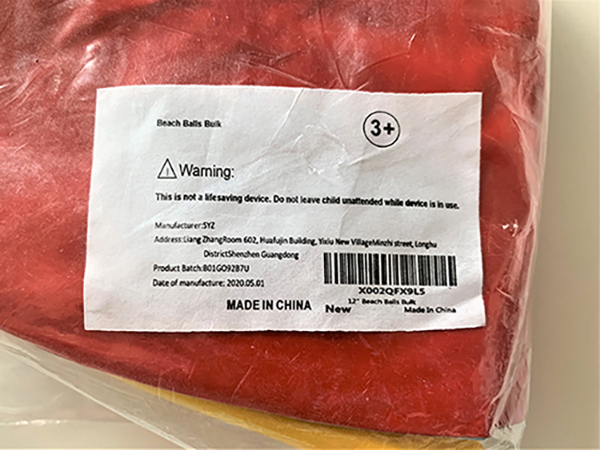 Beach Balls Bulk
3+
Warning:
This is not a lifesaving device. Do not leave child unattended while device is in use.
Manufacturer:SYZ
Address:Liang ZhangRoom 602, Huafujin Building, Yixiu New VillageMinzhi street, Longhu
DistrictShenzhen Guangdong
Product Batch:B01GO92B7U
Date of manufacture: 2020.05.01
MADE IN CHINA
X002QFX9L5
12" Beach Balls Bulk
New
Made In China